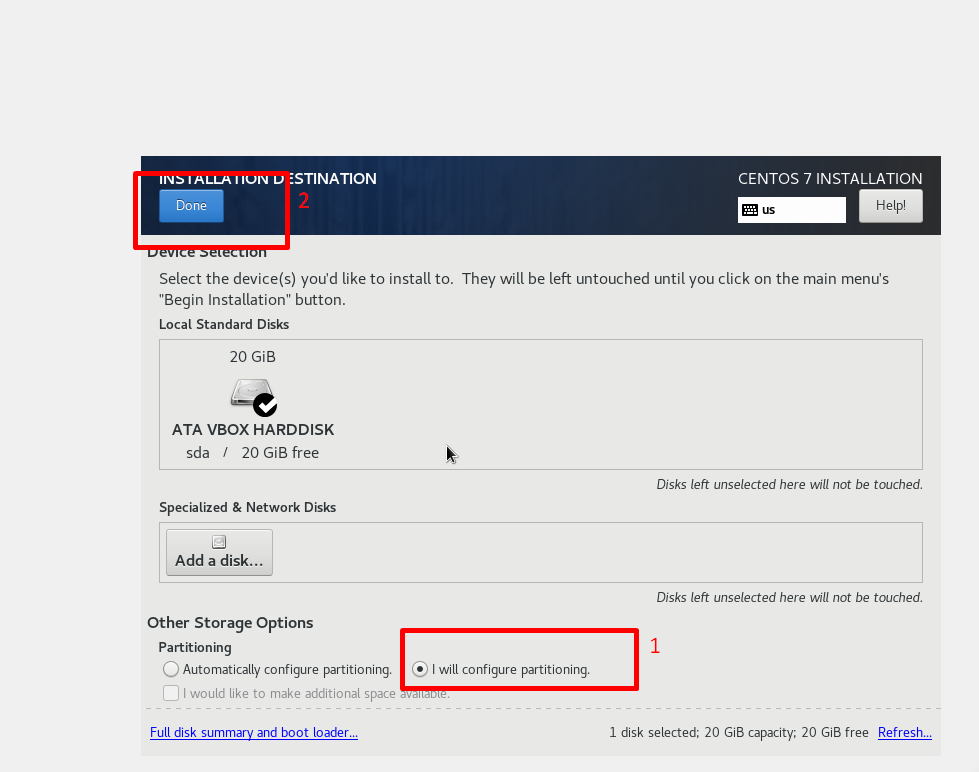 INSTALLATION DESTINATION
CENTOS 7 INSTALLATION
Done
2
us
Help!
Device Selection
Select the device(s) you'd like to install to.  They will be left untouched until you click on the main menu's
"Begin Installation" button.
Local Standard Disks
20 GiB
ATA VBOX HARDDISK
sda / 20 GiB free
Disks left unselected here will not be touched.
Specialized & Network Disks
Add a disk...
Disks left unselected here will not be touched.
Other Storage Options
Partitioning
1
Automatically configure partitioning.
I will configure partitioning.
I would like to make additional space available.
Full disk summary and boot loader...
1 disk selected; 20 GiB capacity; 20 GiB free
Refresh...